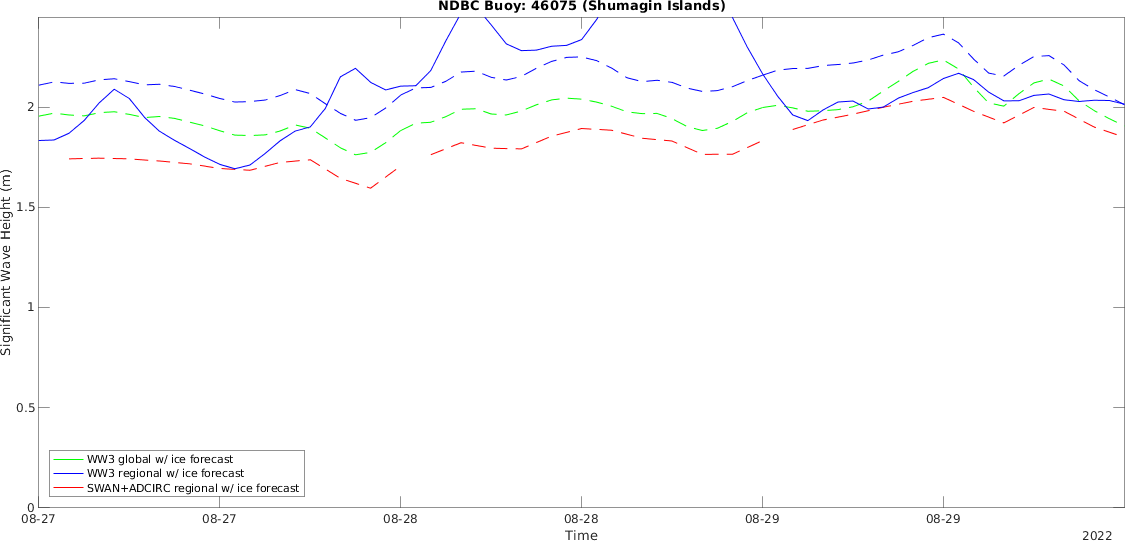 NDBC Buoy: 46075 (Shumagin Islands)
Significant Wave Height (m)
2
1.5
1
0.5
0
WW3 global w/ ice forecast
WW3 regional w/ ice forecast
SWAN+ADCIRC regional w/ ice forecast
08-27 08-27 08-28 08-28 08-29 08-29
Time
2022